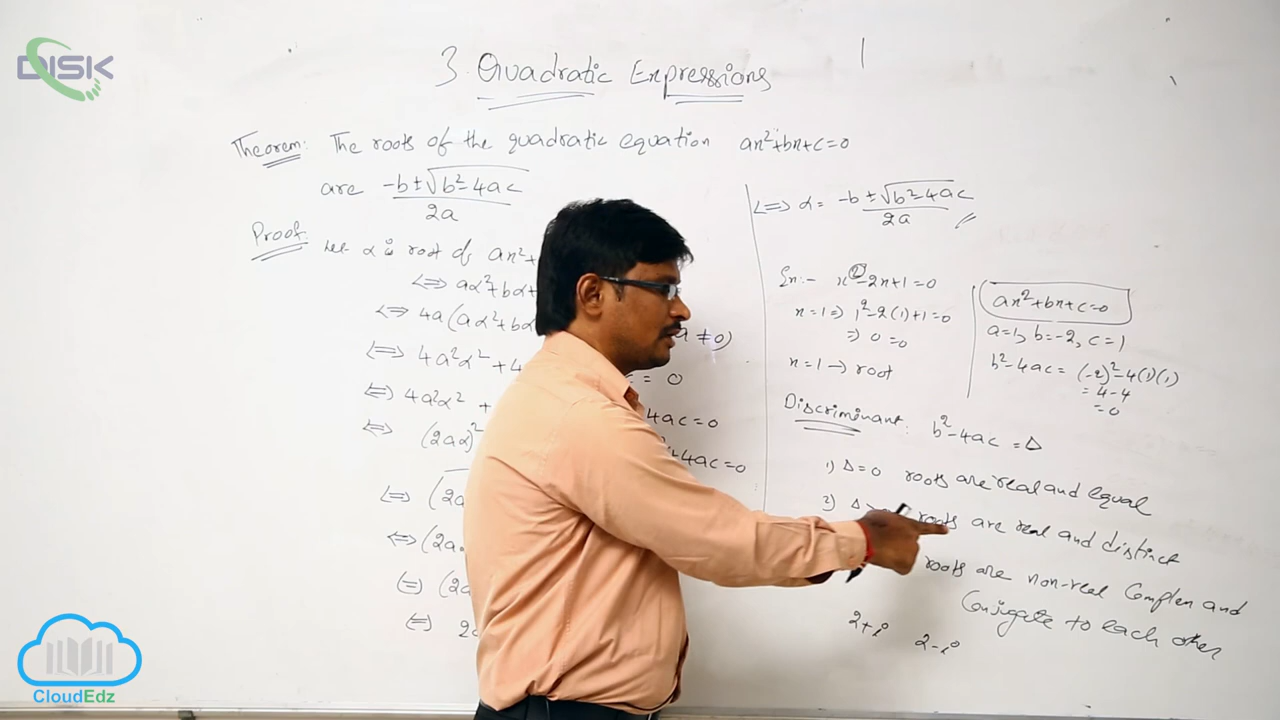 DISK
3. Quadratic Expressions
Theorem: The roots of the quadratic equation ax²+bx+c=0
are -b±√b²-4ac / 2a
Proof: Let α is root of ax²+
⟺ aα²+bα+
⟺ 4a(aα²+bα ≠0)
⟺ 4a²α²+4 = 0
⟺ 4a²α² + 4ac=0
⟺ (2aα)² -4ac=0
⟺ (2a
⟺ (2a
⟺ (2a
⟺ 2a
⟺ α = -b±√b²-4ac / 2a
Ex:- x²-2x+1=0
x=1 ⇒ 1²-2(1)+1=0
⇒ 0=0
x=1 → root
ax²+bx+c=0
a=1, b=-2, c=1
b²-4ac = (-2)²-4(1)(1)
= 4-4
=0
Discriminant: b²-4ac = Δ
1) Δ=0 roots are real and equal
2) Δ roots are real and distinct
roots are non-real Complex and
Conjugate to each other
2+i 2-i
CloudEdz